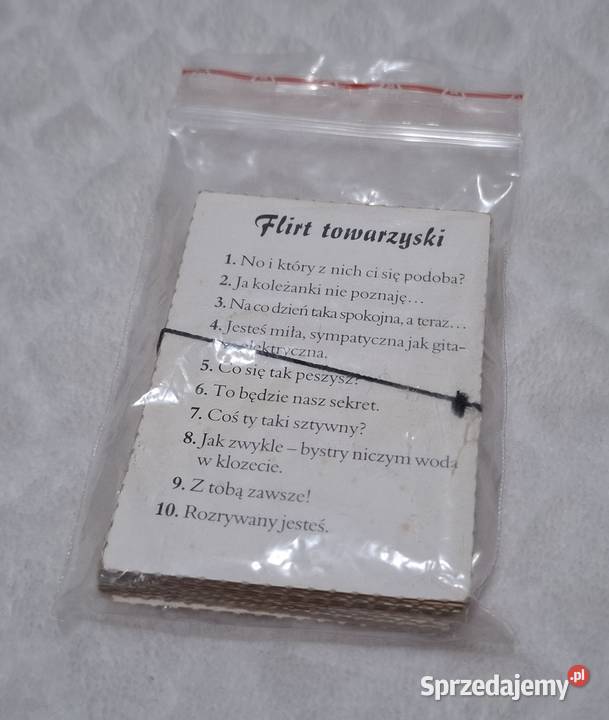 Flirt towarzyski
1. No i który z nich ci się podoba?
2. Ja koleżanki nie poznaję...
3. Na co dzień taka spokojna, a teraz...
4. Jesteś miła, sympatyczna jak gita-
elektryczna.
5. Co się tak peszysz?
6. To będzie nasz sekret.
7. Coś ty taki sztywny?
8. Jak zwykle – bystry niczym woda
w klozecie.
9. Z tobą zawsze!
10. Rozrywany jesteś.
Sprzedajemy.pl